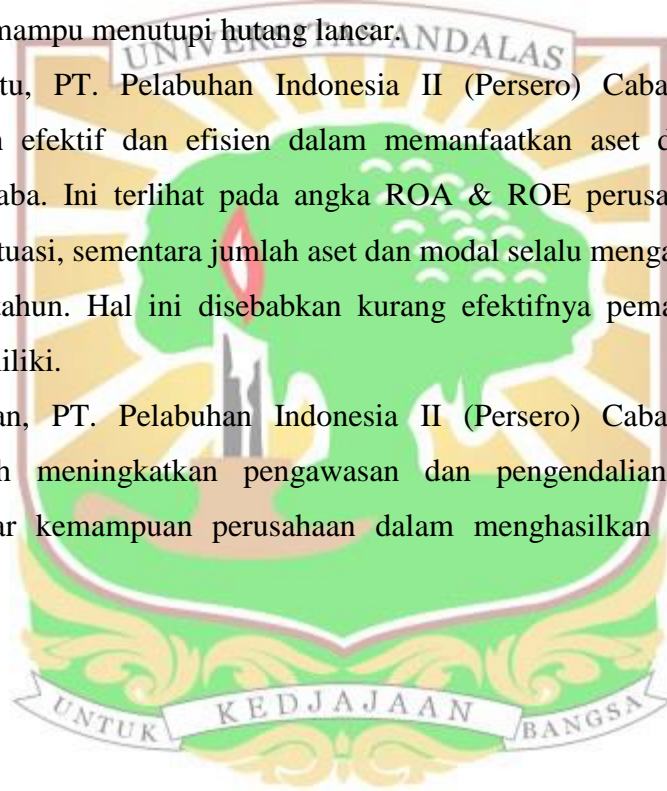 mampu menutupi hutang lancar.
UNIVERSITAS ANDALAS
tu, PT. Pelabuhan Indonesia II (Persero) Caba
efektif dan efisien dalam memanfaatkan aset d
aba. Ini terlihat pada angka ROA & ROE perusa
tuasi, sementara jumlah aset dan modal selalu menga
tahun. Hal ini disebabkan kurang efektifnya pema
iliki.
an, PT. Pelabuhan Indonesia II (Persero) Caba
h meningkatkan pengawasan dan pengendalian
ar kemampuan perusahaan dalam menghasilkan
UNTUK KEDJAJAAN BANGSA